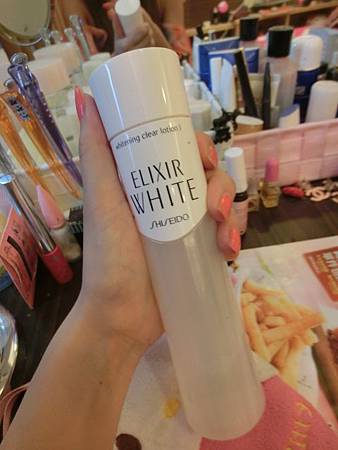 whitening clear lotion
ELIXIR
WHITE
SHISEIDO